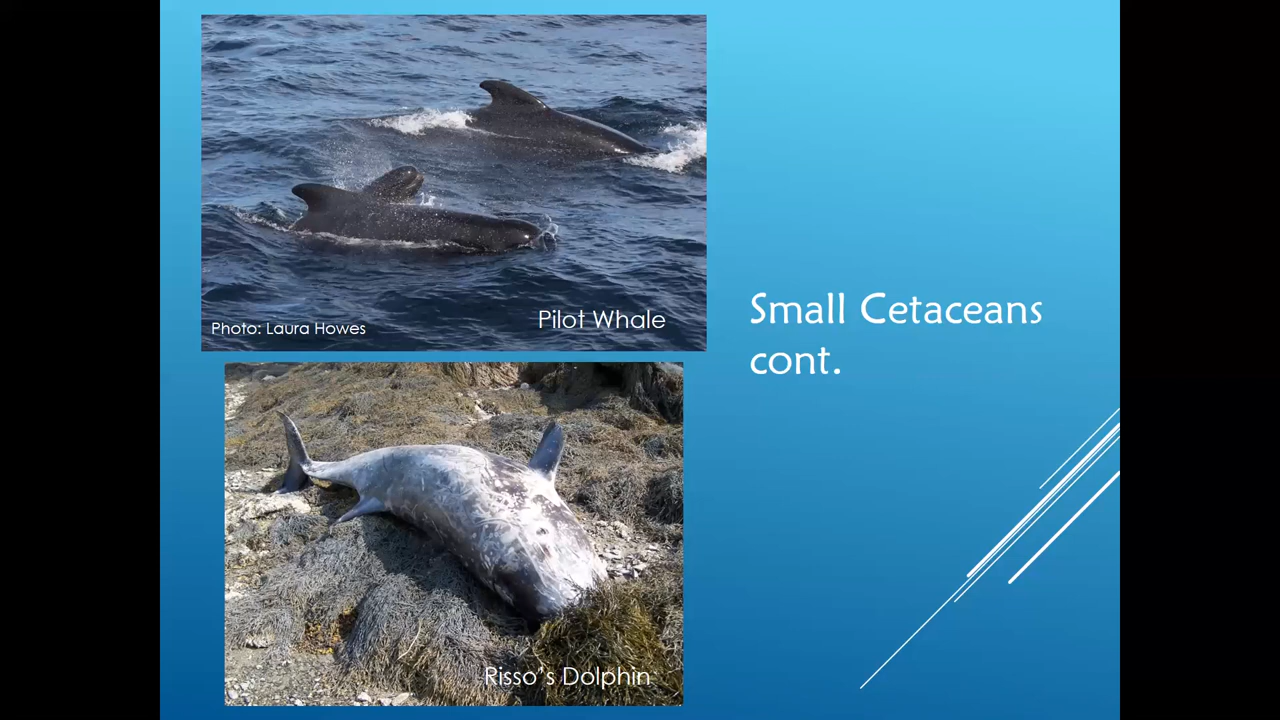 Photo: Laura Howes
Pilot Whale
Small Cetaceans
cont.
Risso's Dolphin